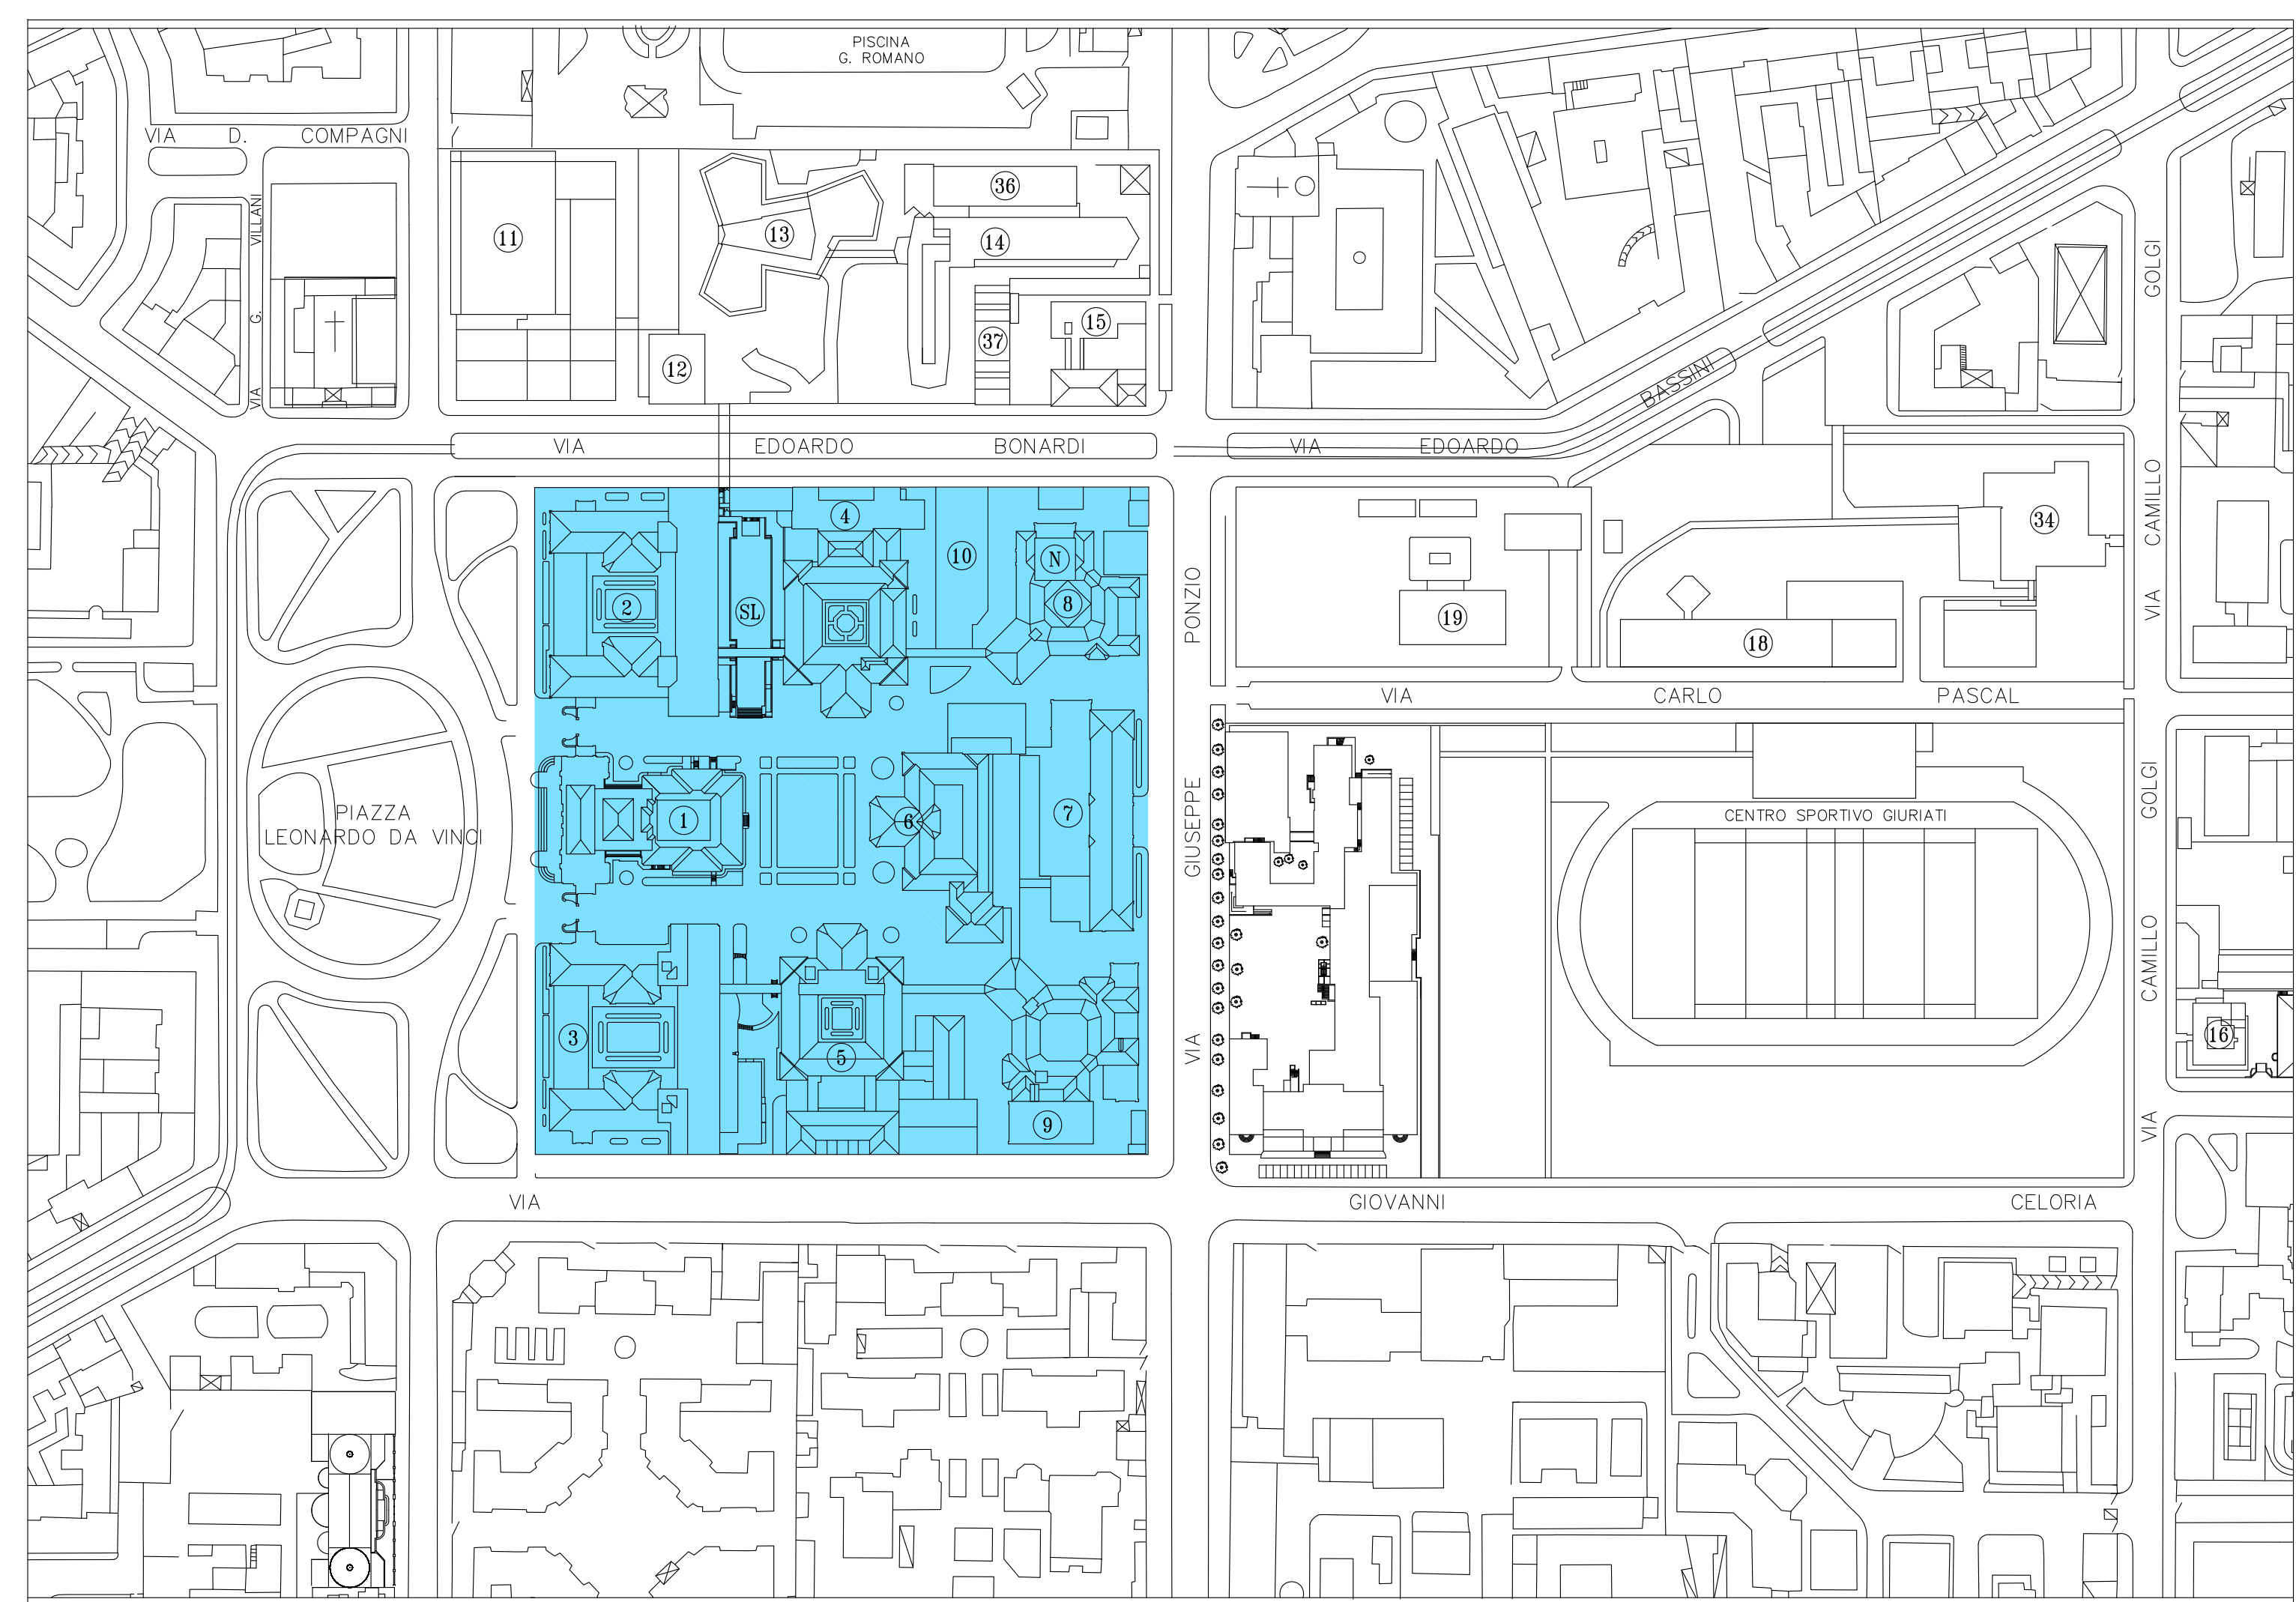 PISCINA
G. ROMANO
VIA D. COMPAGNI
VIA G. VILLANI
36
11
13
14
15
37
12
BASSINI
GOLGI
VIA EDOARDO BONARDI
VIA EDOARDO
CAMILLO
VIA
4
10
N
34
2
SL
8
PONZIO
19
18
VIA CARLO PASCAL
PIAZZA
LEONARDO DA VINCI
1
6
7
GIUSEPPE
CENTRO SPORTIVO GIURIATI
GOLGI
CAMILLO
VIA
3
5
9
VIA
16
VIA GIOVANNI CELORIA